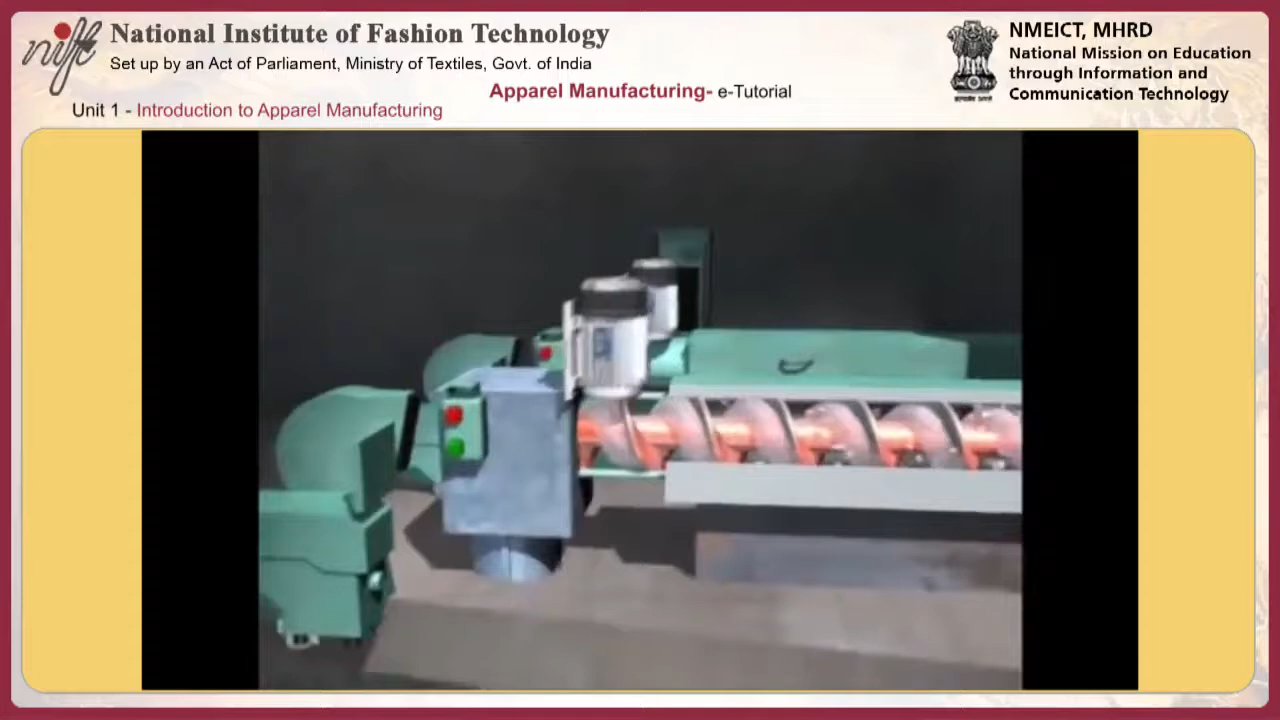 nift
National Institute of Fashion Technology
Set up by an Act of Parliament, Ministry of Textiles, Govt. of India
NMEICT, MHRD
National Mission on Education
through Information and
Communication Technology
Apparel Manufacturing- e-Tutorial
Unit 1 - Introduction to Apparel Manufacturing